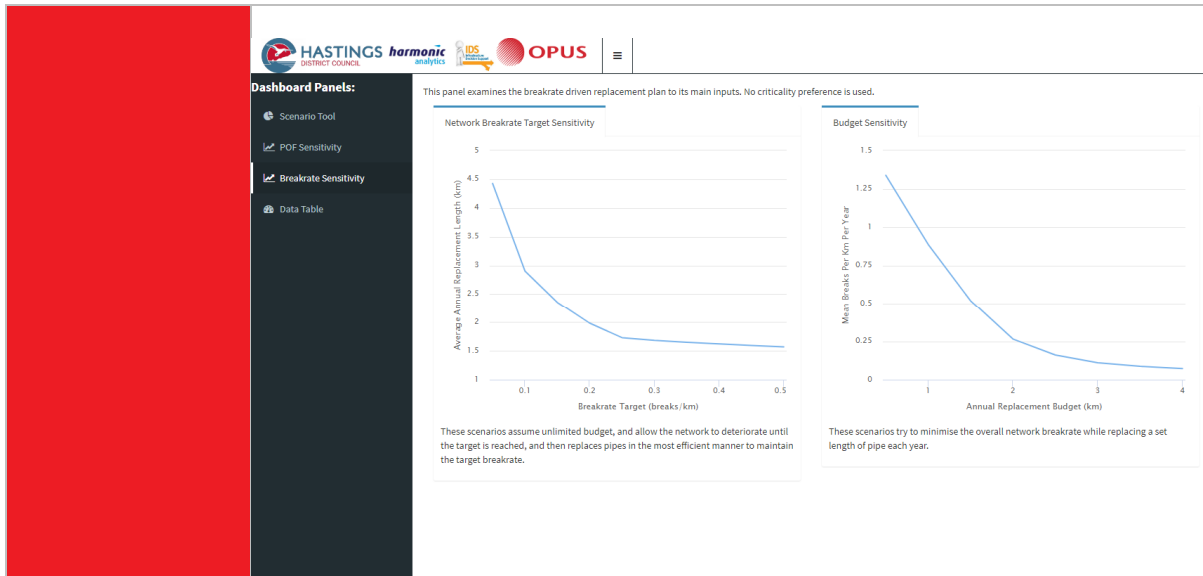 HASTINGS
DISTRICT COUNCIL
harmonic
analytics
IDS
OPUS
Dashboard Panels:
Scenario Tool
POF Sensitivity
Breakrate Sensitivity
Data Table
This panel examines the breakrate driven replacement plan to its main inputs. No criticality preference is used.
Network Breakrate Target Sensitivity
Average Annual Replacement Length (km)
5
4.5
4
3.5
3
2.5
2
1.5
1
0.1
0.2
0.3
0.4
0.5
Breakrate Target (breaks/km)
These scenarios assume unlimited budget, and allow the network to deteriorate until
the target is reached, and then replaces pipes in the most efficient manner to maintain
the target breakrate.
Budget Sensitivity
Mean Breaks Per Km Per Year
1.5
1.25
1
0.75
0.5
0.25
0
1
2
3
4
Annual Replacement Budget (km)
These scenarios try to minimise the overall network breakrate while replacing a set
length of pipe each year.